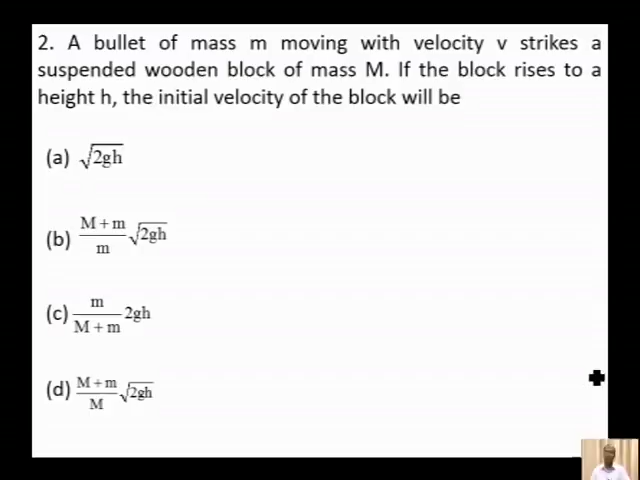 2. A bullet of mass m moving with velocity v strikes a
suspended wooden block of mass M. If the block rises to a
height h, the initial velocity of the block will be
(a) √2gh
(b) M+m/m √2gh
(c) m/M+m 2gh
(d) M+m/M √2gh